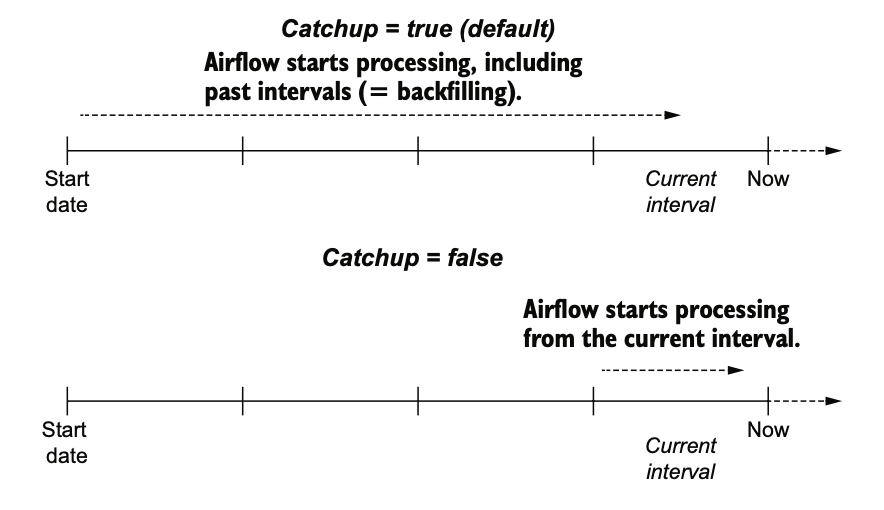 Catchup = true (default)
Airflow starts processing, including
past intervals (= backfilling).
Start
date
Current
interval
Now
Catchup = false
Airflow starts processing
from the current interval.
Start
date
Current
interval
Now